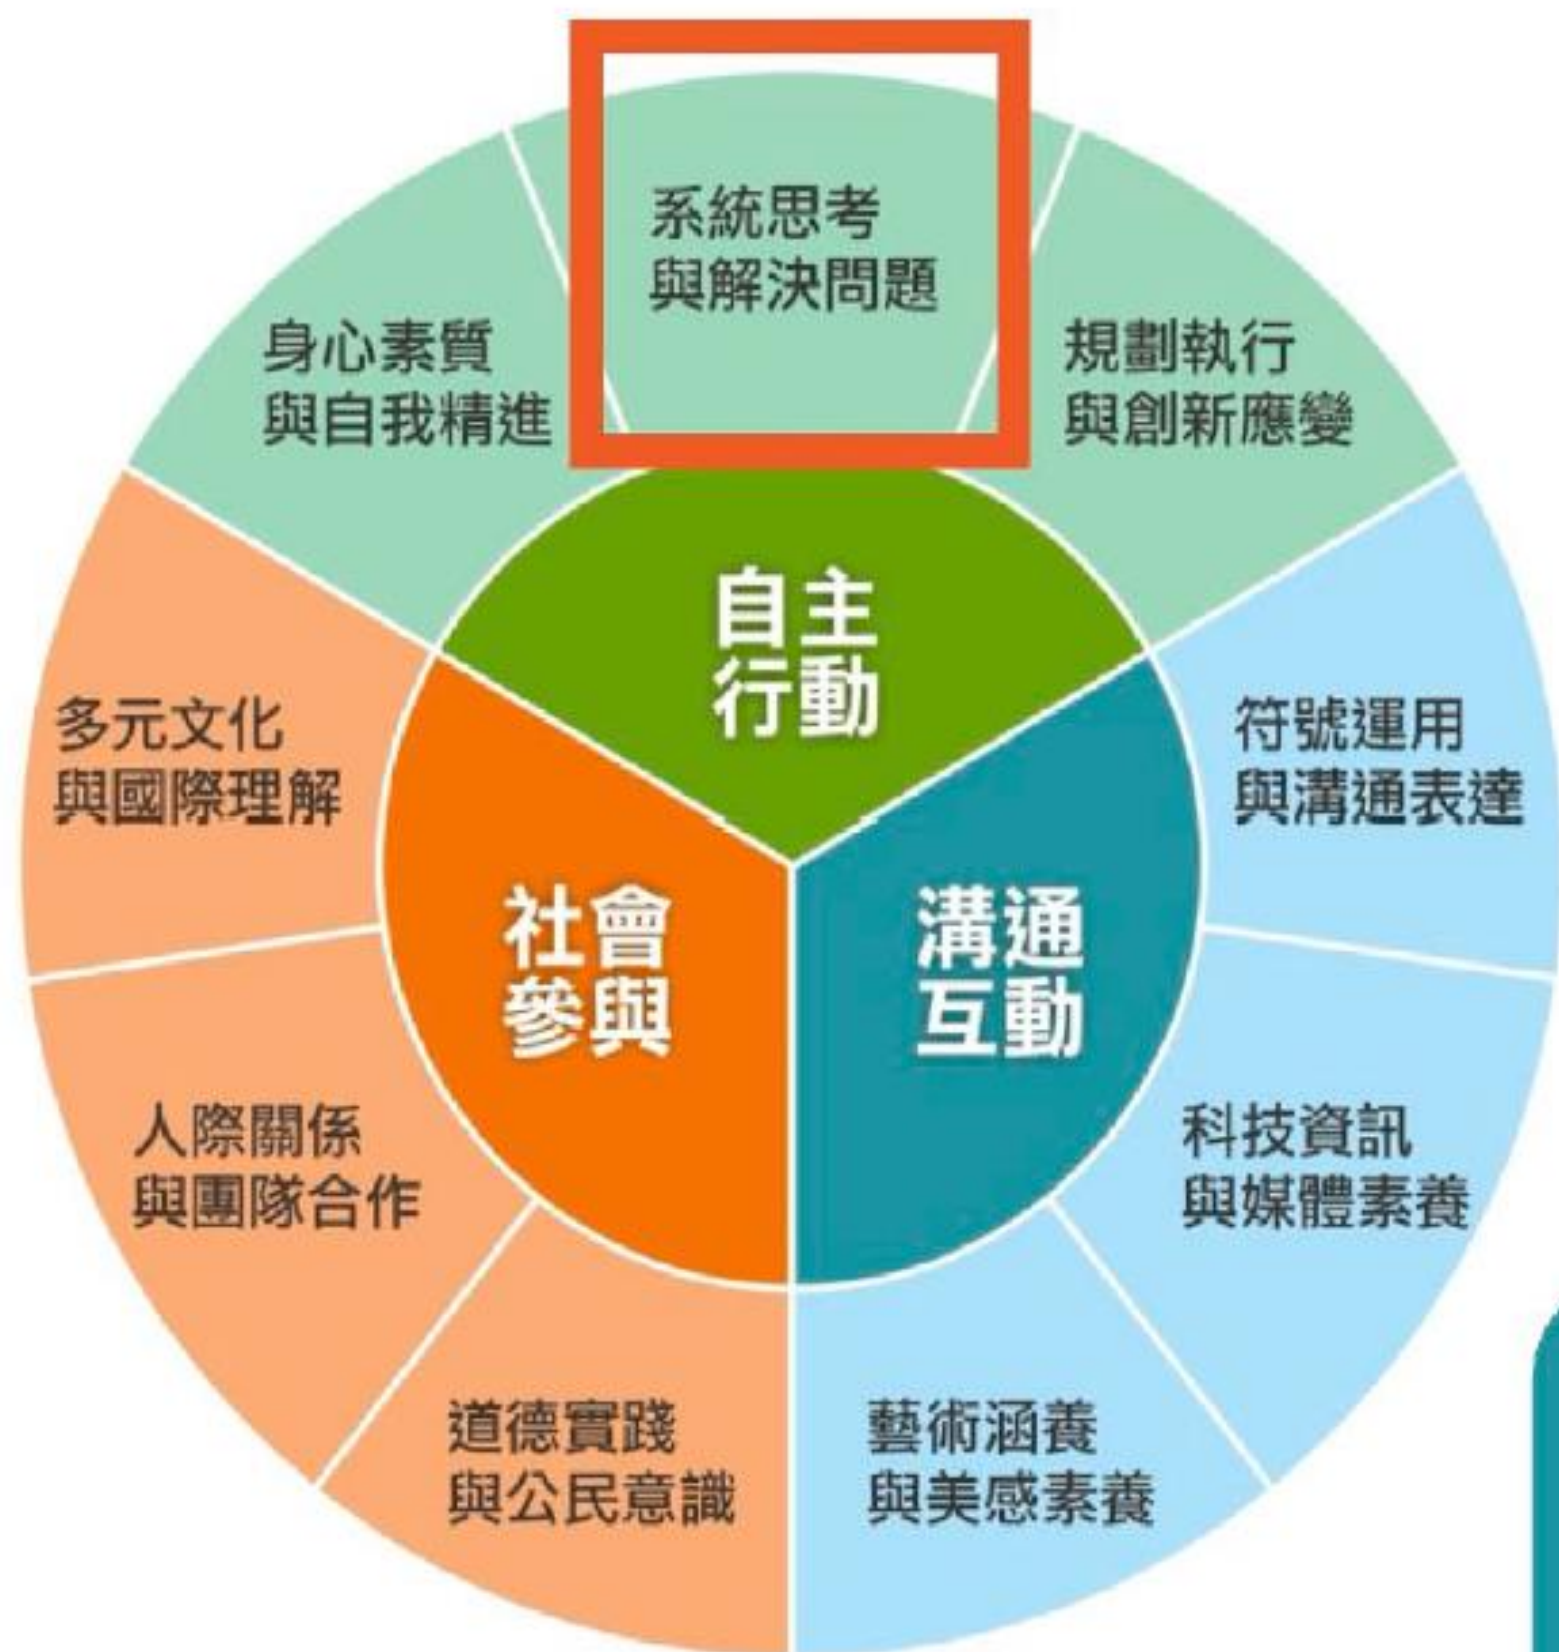 系統思考
與解決問題
身心素質
與自我精進
規劃執行
與創新應變
自主
行動
多元文化
與國際理解
符號運用
與溝通表達
社會
參與
溝通
互動
人際關係
與團隊合作
科技資訊
與媒體素養
道德實踐
與公民意識
藝術涵養
與美感素養